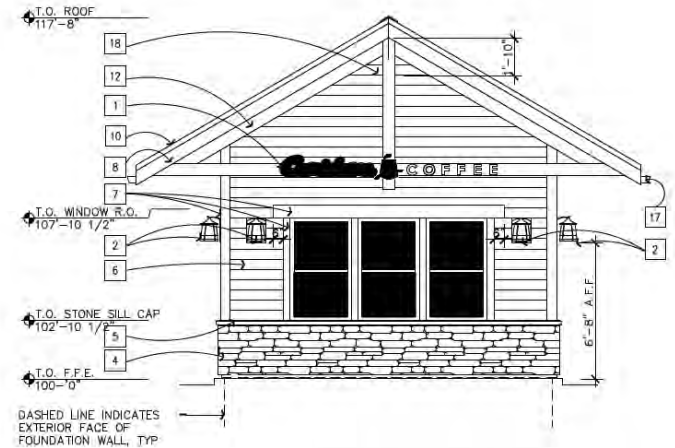 T.O. ROOF
117'-8"
18
12
1
10
8
7
1'-10"
Caribou COFFEE
17
T.O. WINDOW R.O.
107'-10 1/2"
2
6"
6"
2
6
6'-8" A.F.F.
T.O. STONE SILL CAP
102'-10 1/2"
5
4
T.O. F.F.E.
100'-0"
DASHED LINE INDICATES
EXTERIOR FACE OF
FOUNDATION WALL, TYP